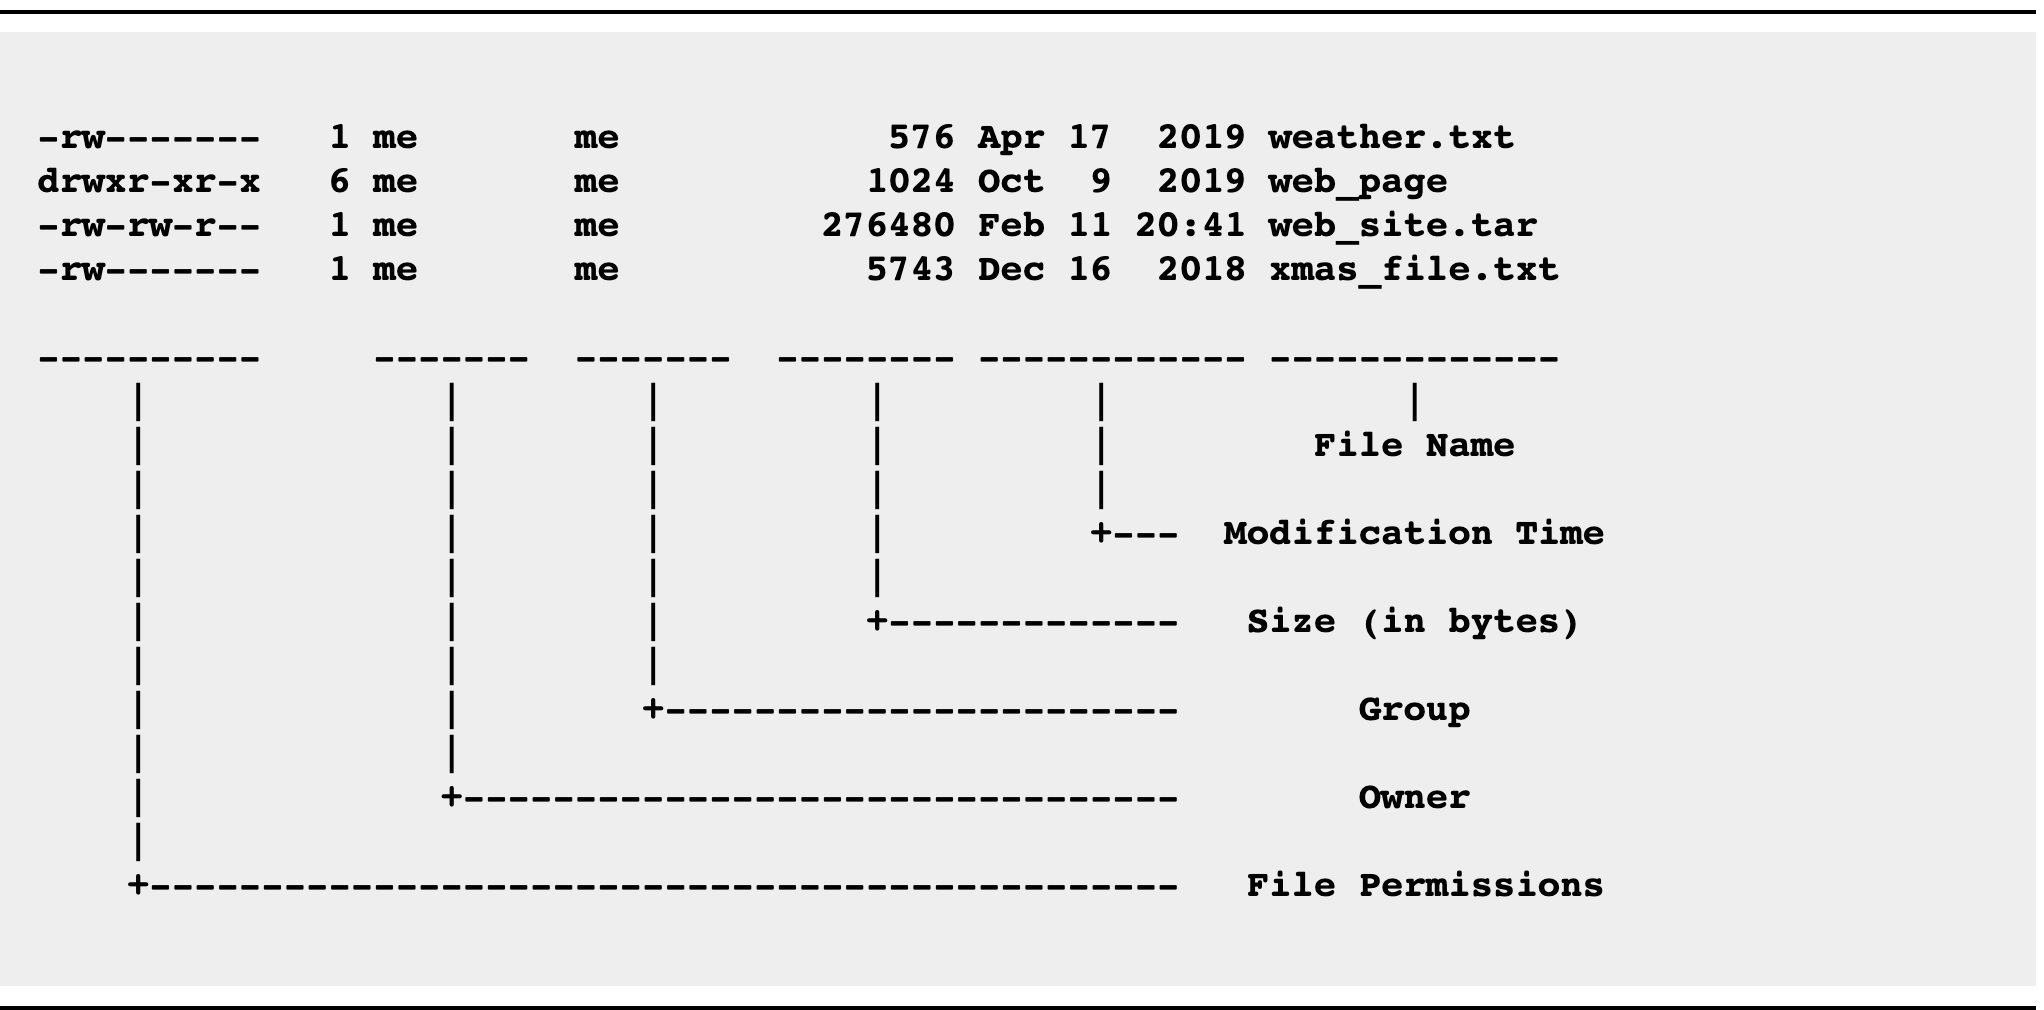 -rw-------   1 me       me            576 Apr 17  2019 weather.txt
drwxr-xr-x   6 me       me           1024 Oct  9  2019 web_page
-rw-rw-r--   1 me       me         276480 Feb 11 20:41 web_site.tar
-rw-------   1 me       me           5743 Dec 16  2018 xmas_file.txt
----------     -------  -------  -------- ------------ -------------
    |             |        |         |         |             |
    |             |        |         |         |         File Name
    |             |        |         |         |
    |             |        |         |         +---  Modification Time
    |             |        |         |
    |             |        |         +-------------   Size (in bytes)
    |             |        |
    |             |        +-----------------------        Group
    |             |
    |             +--------------------------------        Owner
    |
    +----------------------------------------------   File Permissions